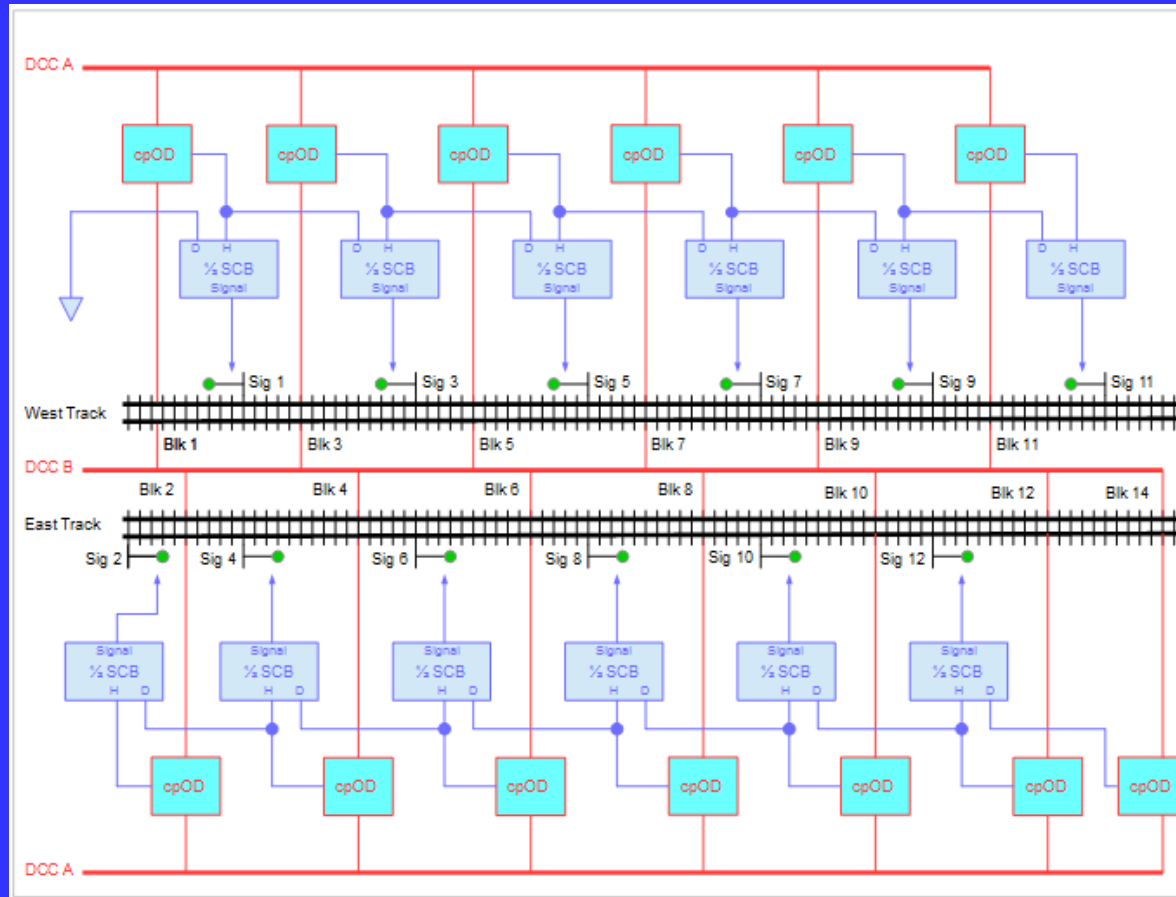 DCC A
cpOD cpOD cpOD cpOD cpOD cpOD
D H D H D H D H D H D H
½ SCB ½ SCB ½ SCB ½ SCB ½ SCB ½ SCB
Signal Signal Signal Signal Signal Signal
Sig 1 Sig 3 Sig 5 Sig 7 Sig 9 Sig 11
West Track
Blk 1 Blk 3 Blk 5 Blk 7 Blk 9 Blk 11
DCC B
Blk 2 Blk 4 Blk 6 Blk 8 Blk 10 Blk 12 Blk 14
East Track
Sig 2 Sig 4 Sig 6 Sig 8 Sig 10 Sig 12
Signal Signal Signal Signal Signal Signal
½ SCB ½ SCB ½ SCB ½ SCB ½ SCB ½ SCB
H D H D H D H D H D H D
cpOD cpOD cpOD cpOD cpOD cpOD cpOD
DCC A